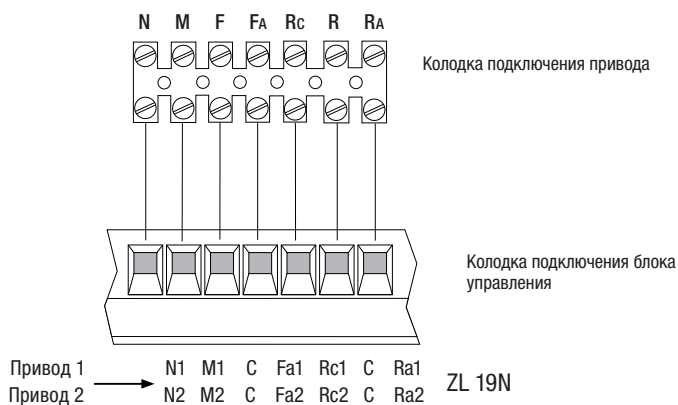 N M F FA RC R RA
Колодка подключения привода
Колодка подключения блока
управления
Привод 1 N1 M1 C Fa1 Rc1 C Ra1
Привод 2 N2 M2 C Fa2 Rc2 C Ra2
ZL 19N